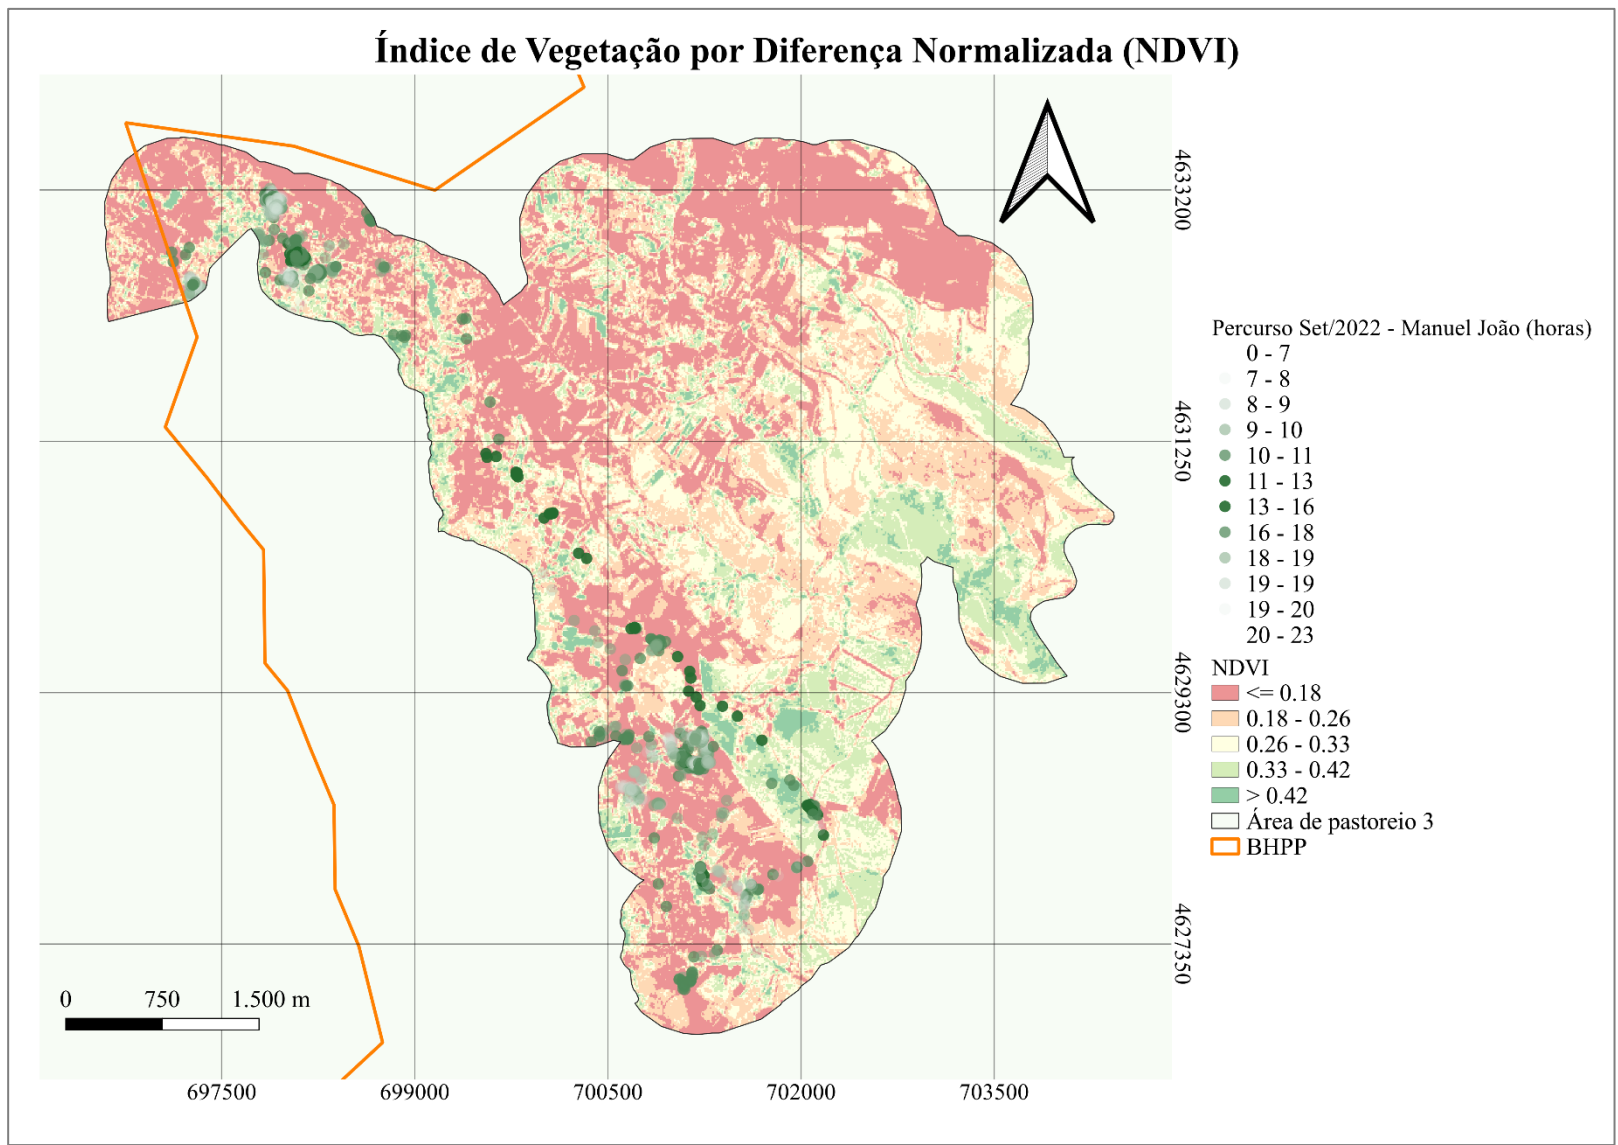 Índice de Vegetação por Diferença Normalizada (NDVI)
4633200
4631250
4629300
4627350
Percurso Set/2022 - Manuel João (horas)
0 - 7
7 - 8
8 - 9
9 - 10
10 - 11
11 - 13
13 - 16
16 - 18
18 - 19
19 - 19
19 - 20
20 - 23
NDVI
<= 0.18
0.18 - 0.26
0.26 - 0.33
0.33 - 0.42
> 0.42
Área de pastoreio 3
BHPP
0 750 1.500 m
697500 699000 700500 702000 703500